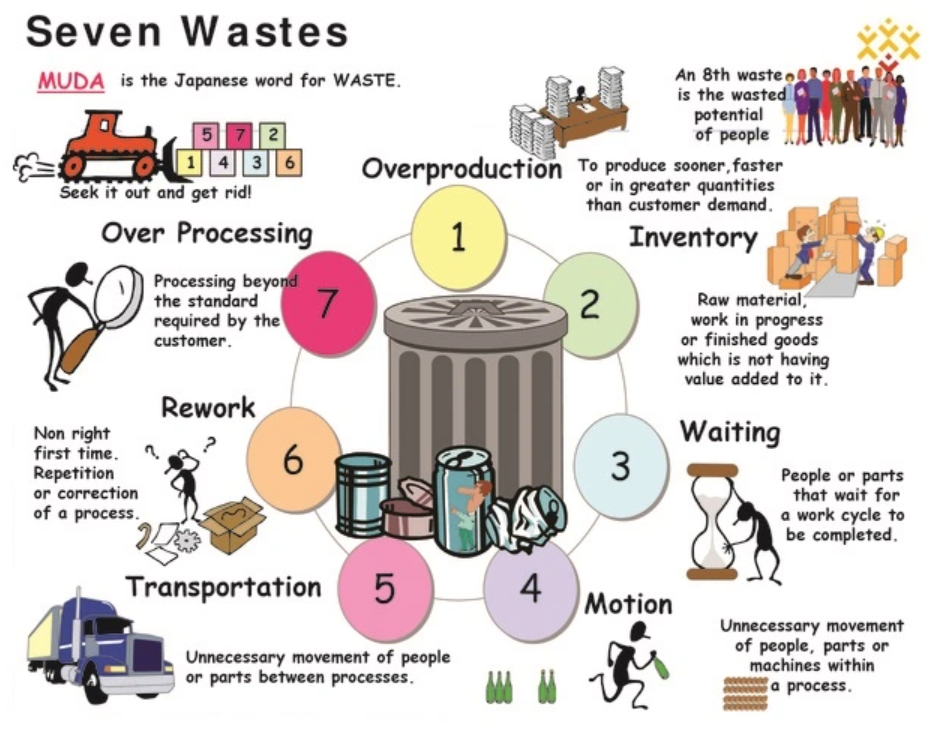 Seven Wastes
MUDA is the Japanese word for WASTE.
5 7 2
1 4 3 6
Seek it out and get rid!
An 8th waste
is the wasted
potential
of people
Overproduction
To produce sooner, faster
or in greater quantities
than customer demand.
1
Inventory
2
Raw material,
work in progress
or finished goods
which is not having
value added to it.
Waiting
3
People or parts
that wait for
a work cycle to
be completed.
Motion
4
Unnecessary movement
of people, parts or
machines within
a process.
Transportation
5
Unnecessary movement of people
or parts between processes.
Rework
6
Non right
first time.
Repetition
or correction
of a process.
? ?
Over Processing
7
Processing beyond
the standard
required by the
customer.